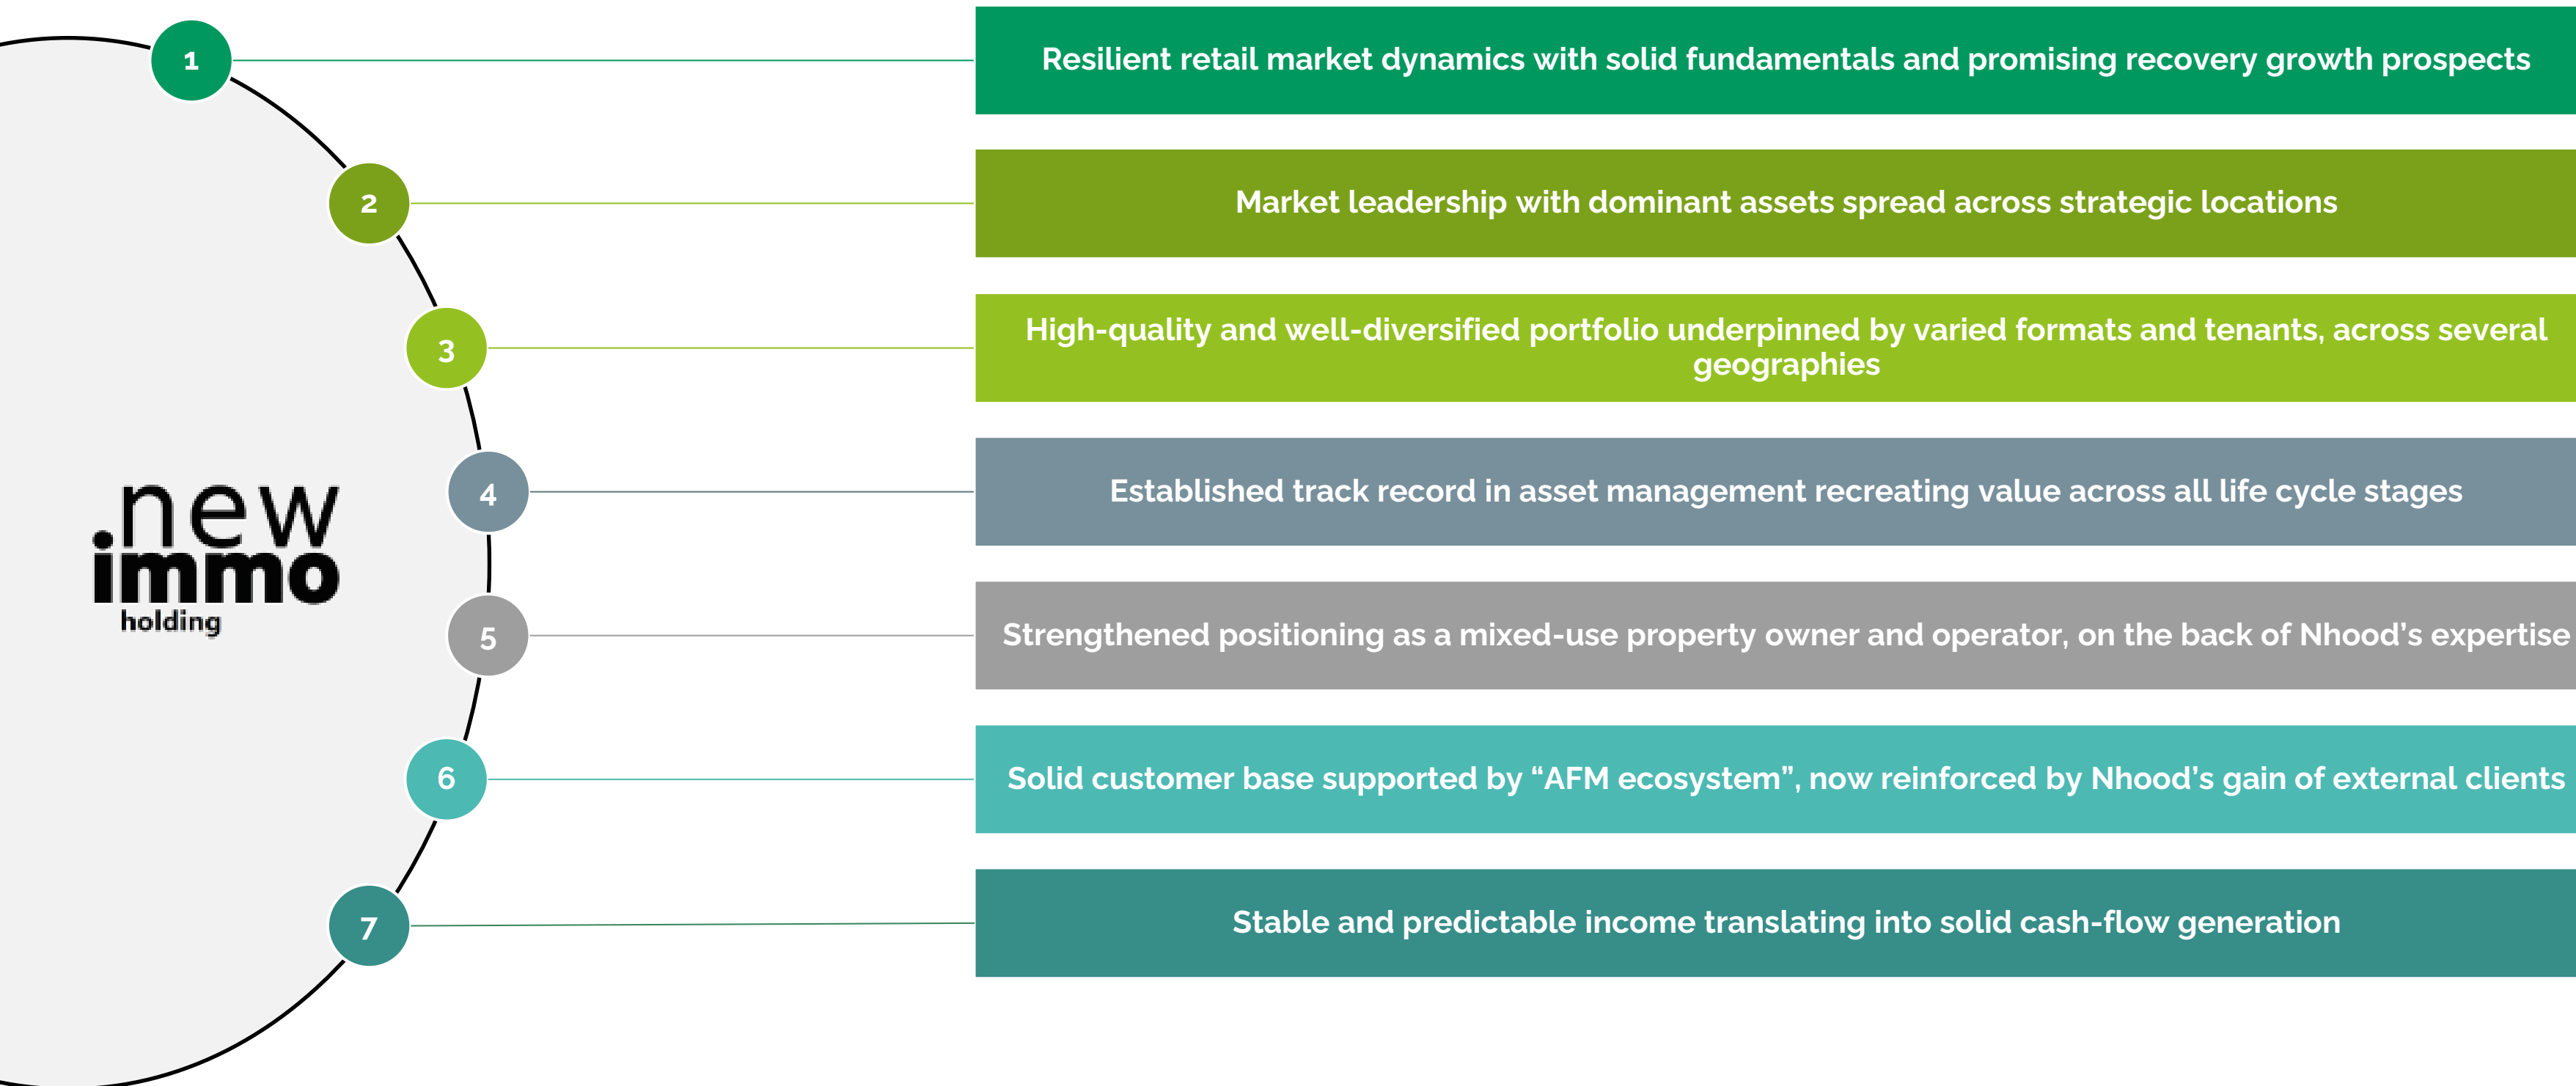 1
Resilient retail market dynamics with solid fundamentals and promising recovery growth prospects
2
Market leadership with dominant assets spread across strategic locations
3
High-quality and well-diversified portfolio underpinned by varied formats and tenants, across several
geographies
4
Established track record in asset management recreating value across all life cycle stages
.new
immo
holding
5
Strengthened positioning as a mixed-use property owner and operator, on the back of Nhood’s expertise
6
Solid customer base supported by “AFM ecosystem”, now reinforced by Nhood’s gain of external clients
7
Stable and predictable income translating into solid cash-flow generation